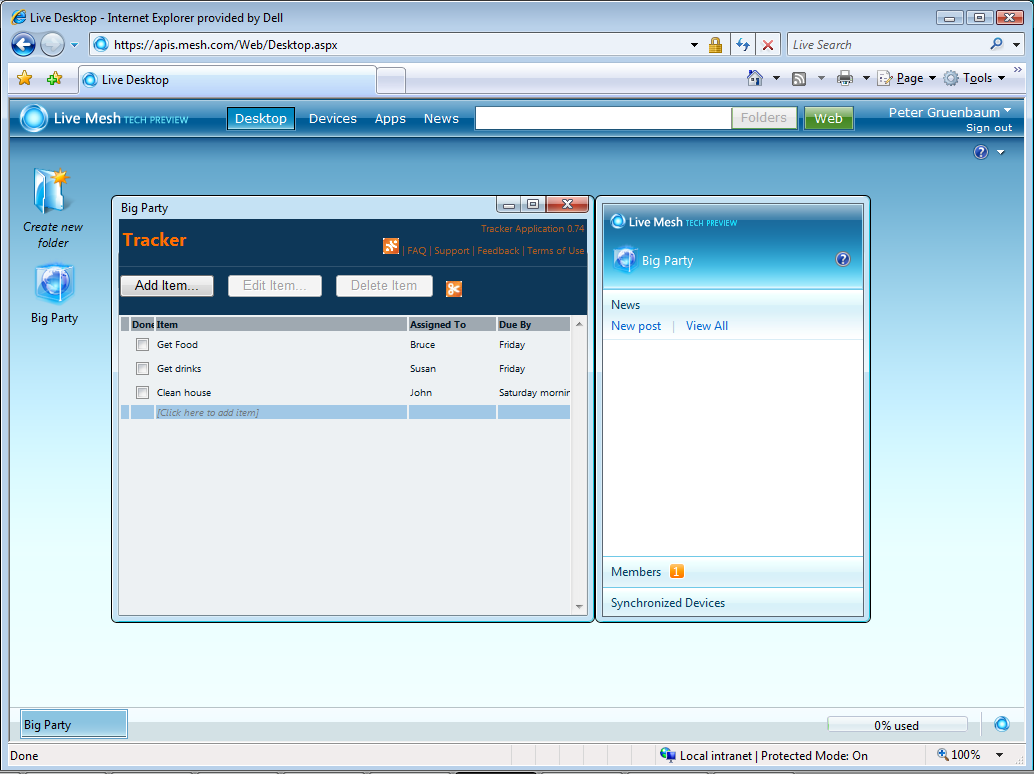 Live Desktop - Internet Explorer provided by Dell
https://apis.mesh.com/Web/Desktop.aspx
Live Search
Live Desktop
Page
Tools
Live Mesh TECH PREVIEW
Desktop
Devices
Apps
News
Folders
Web
Peter Gruenbaum
Sign out
Create new
folder
Big Party
Big Party
Tracker
Tracker Application 0.74
| FAQ | Support | Feedback | Terms of Use
Add Item...
Edit Item...
Delete Item
Done Item Assigned To Due By
Get Food Bruce Friday
Get drinks Susan Friday
Clean house John Saturday mornin
[Click here to add item]
Live Mesh TECH PREVIEW
Big Party
News
New post | View All
Members 1
Synchronized Devices
Big Party
0% used
Done
Local intranet | Protected Mode: On
100%